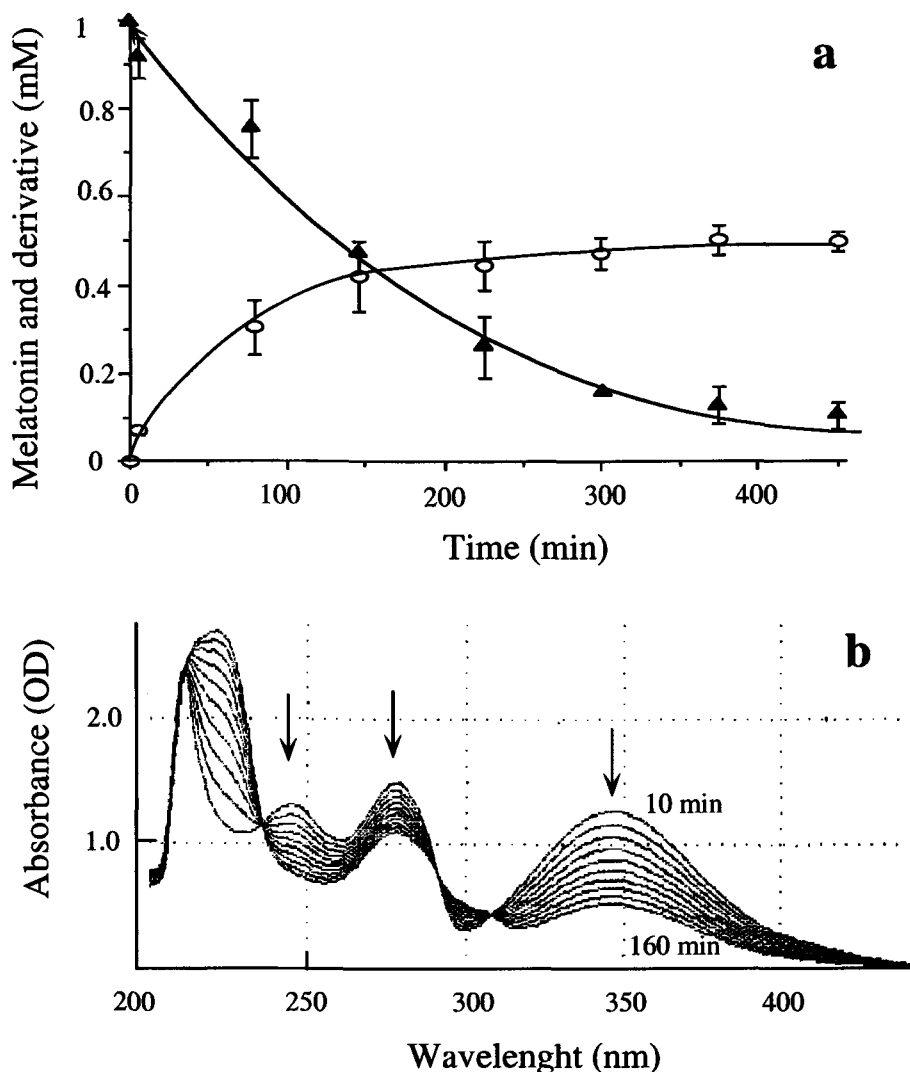 a
Melatonin and derivative (mM)
1
0.8
0.6
0.4
0.2
0
0 100 200 300 400
Time (min)
b
Absorbance (OD)
2.0
1.0
10 min
160 min
200 250 300 350 400
Wavelenght (nm)